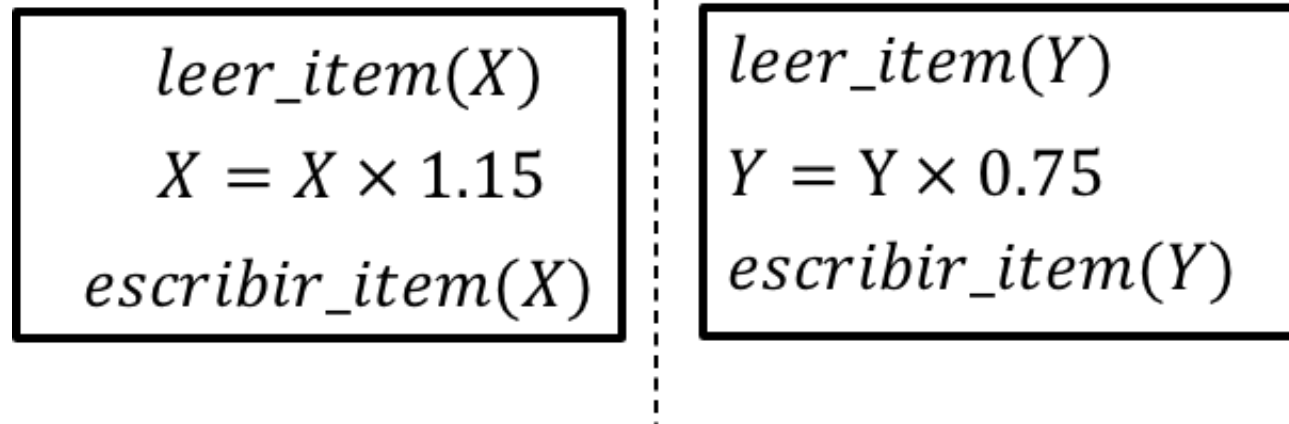 leer_item(X)
X = X × 1.15
escribir_item(X)
leer_item(Y)
Y = Y × 0.75
escribir_item(Y)